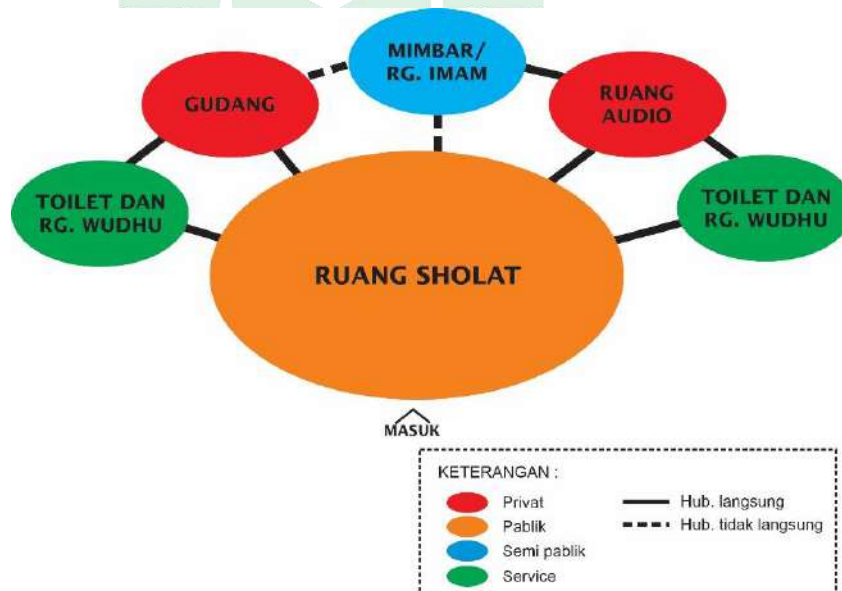 MIMBAR/
RG. IMAM
GUDANG
RUANG
AUDIO
TOILET DAN
RG. WUDHU
TOILET DAN
RG. WUDHU
RUANG SHOLAT
MASUK
KETERANGAN :
Privat
Pablik
Semi pablik
Service
Hub. langsung
Hub. tidak langsung